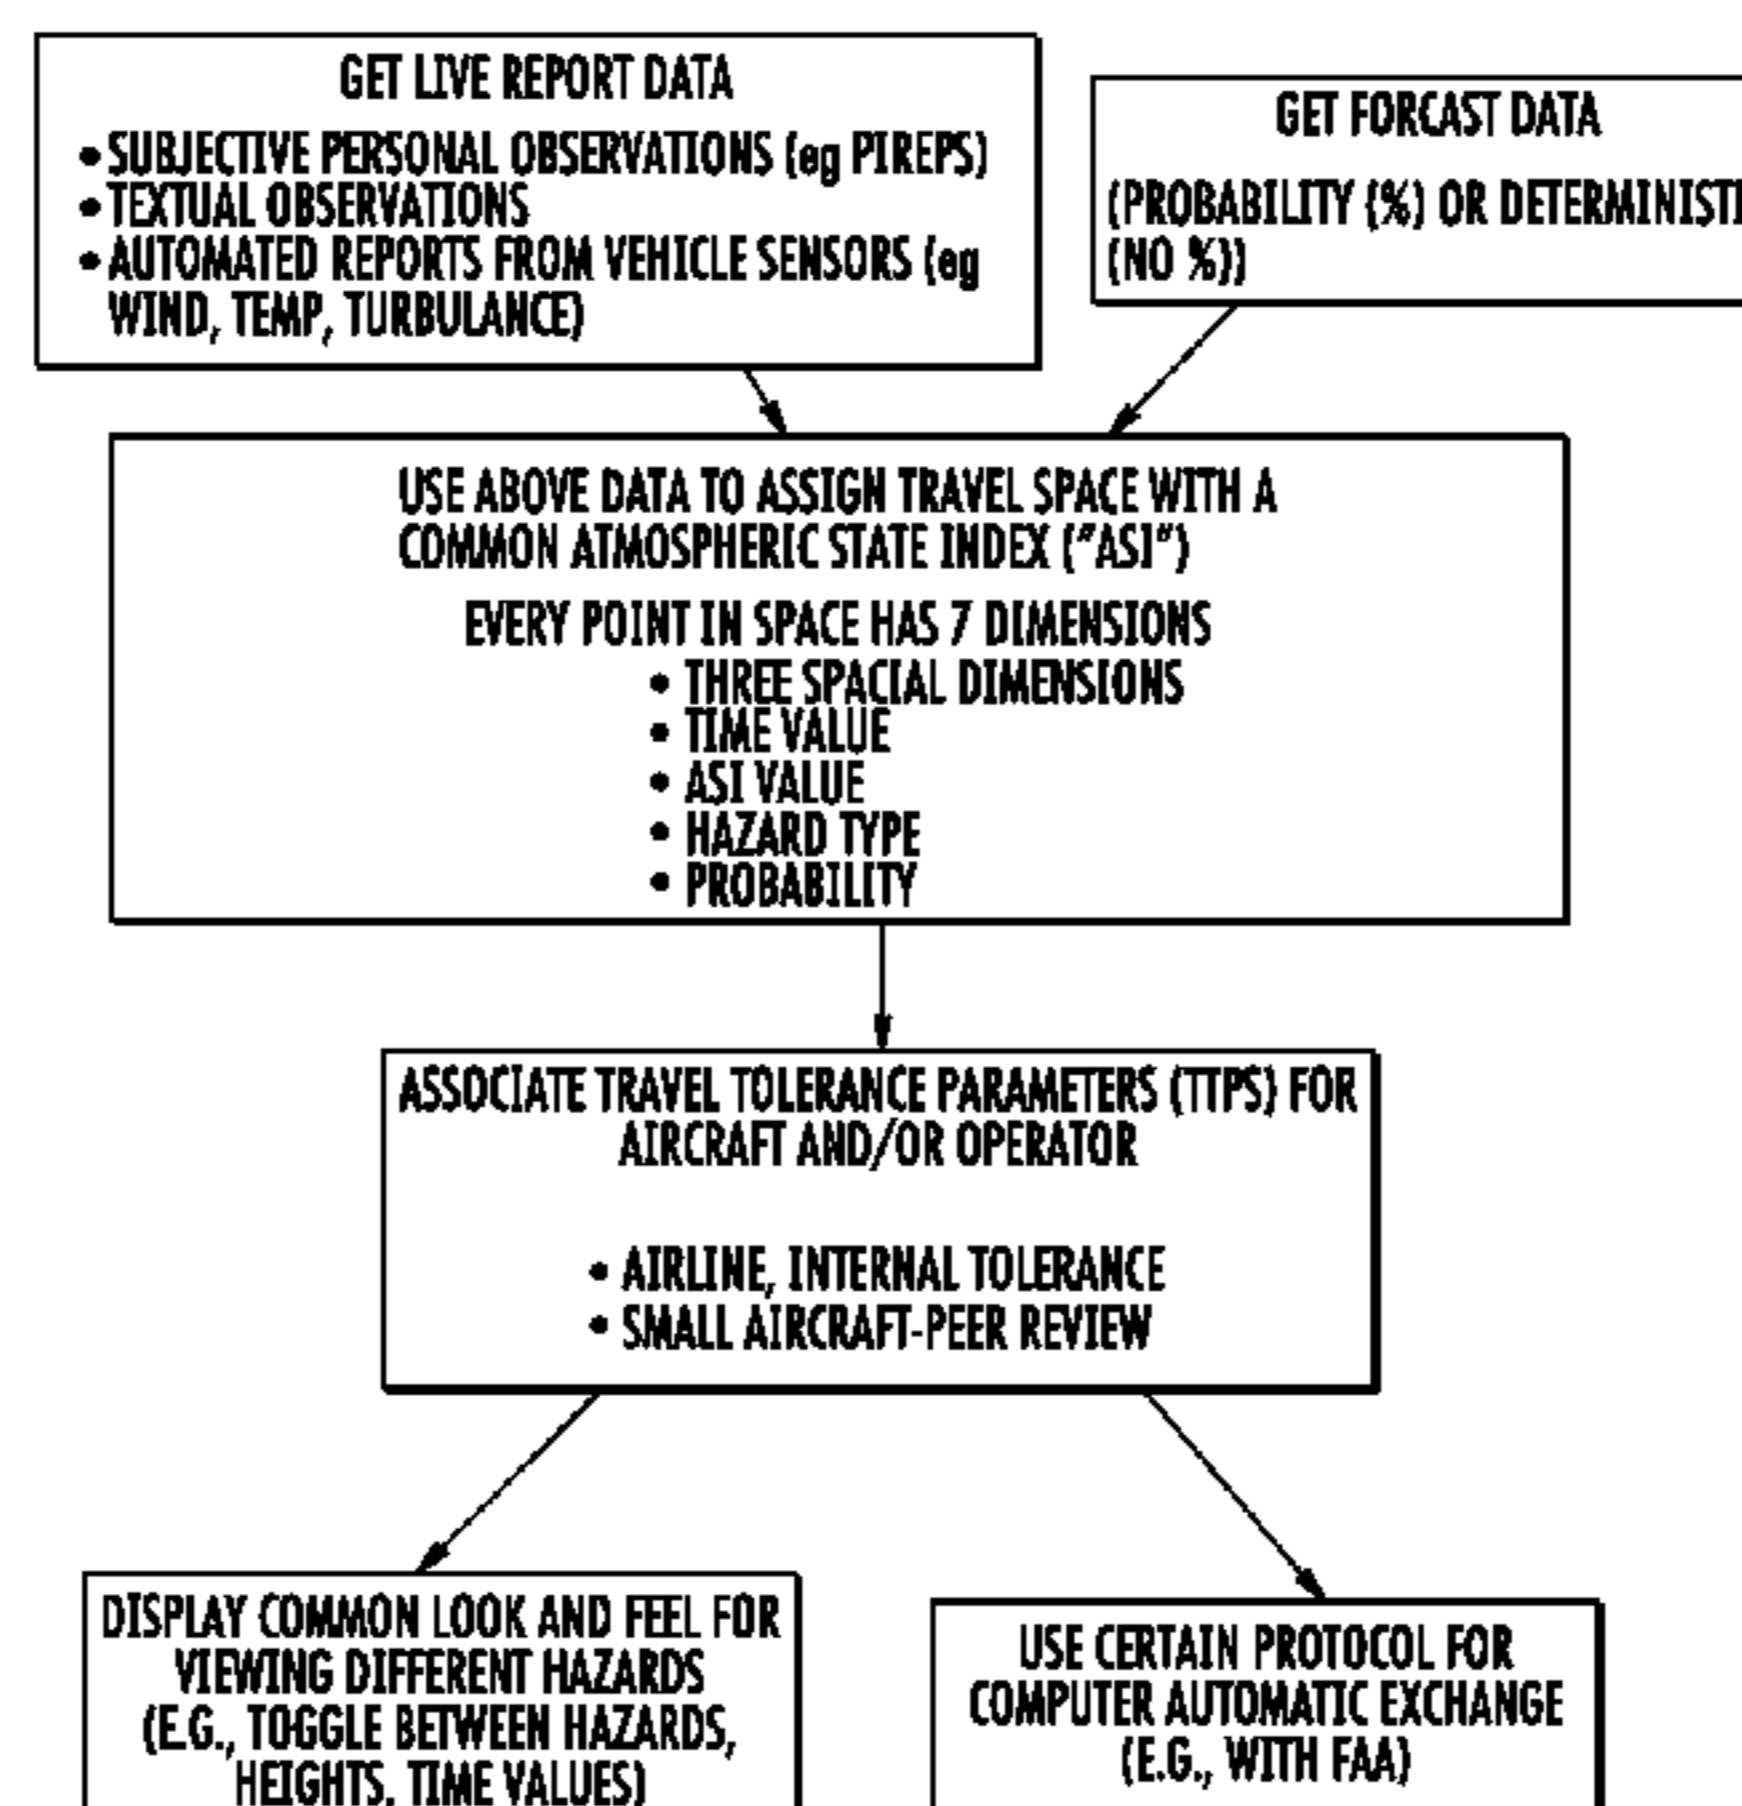 GET LIVE REPORT DATA
• SUBJECTIVE PERSONAL OBSERVATIONS (eg PIREPS)
• TEXTUAL OBSERVATIONS
• AUTOMATED REPORTS FROM VEHICLE SENSORS (eg
WIND, TEMP, TURBULANCE)
GET FORCAST DATA
(PROBABILITY (%) OR DETERMINISTI
(NO %))
USE ABOVE DATA TO ASSIGN TRAVEL SPACE WITH A
COMMON ATMOSPHERIC STATE INDEX ("ASI")
EVERY POINT IN SPACE HAS 7 DIMENSIONS
• THREE SPACIAL DIMENSIONS
• TIME VALUE
• ASI VALUE
• HAZARD TYPE
• PROBABILITY
ASSOCIATE TRAVEL TOLERANCE PARAMETERS (TTPS) FOR
AIRCRAFT AND/OR OPERATOR
• AIRLINE, INTERNAL TOLERANCE
• SMALL AIRCRAFT-PEER REVIEW
DISPLAY COMMON LOOK AND FEEL FOR
VIEWING DIFFERENT HAZARDS
(E.G., TOGGLE BETWEEN HAZARDS,
HEIGHTS, TIME VALUES)
USE CERTAIN PROTOCOL FOR
COMPUTER AUTOMATIC EXCHANGE
(E.G., WITH FAA)